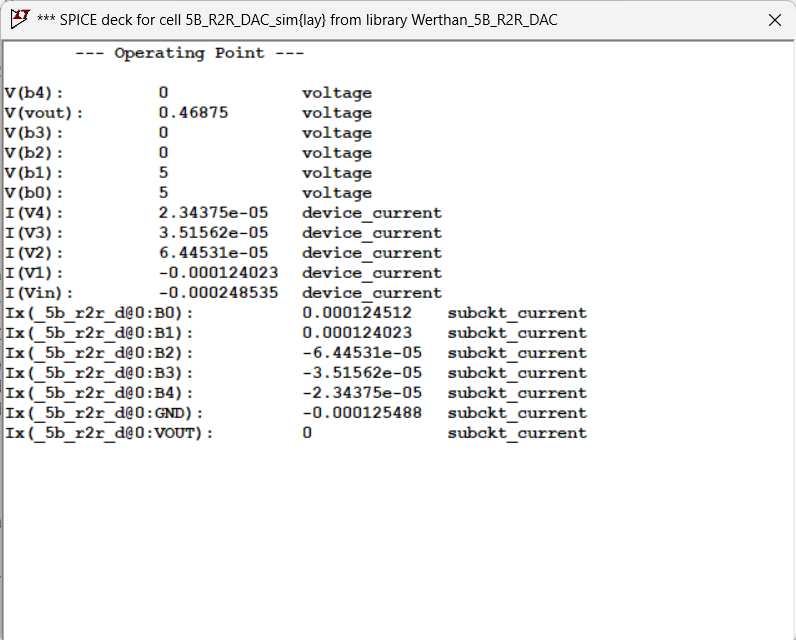 *** SPICE deck for cell 5B_R2R_DAC_sim{lay} from library Werthan_5B_R2R_DAC
--- Operating Point ---
V(b4): 0 voltage
V(vout): 0.46875 voltage
V(b3): 0 voltage
V(b2): 0 voltage
V(b1): 5 voltage
V(b0): 5 voltage
I(V4): 2.34375e-05 device_current
I(V3): 3.51562e-05 device_current
I(V2): 6.44531e-05 device_current
I(V1): -0.000124023 device_current
I(Vin): -0.000248535 device_current
Ix(_5b_r2r_d@0:B0): 0.000124512 subckt_current
Ix(_5b_r2r_d@0:B1): 0.000124023 subckt_current
Ix(_5b_r2r_d@0:B2): -6.44531e-05 subckt_current
Ix(_5b_r2r_d@0:B3): -3.51562e-05 subckt_current
Ix(_5b_r2r_d@0:B4): -2.34375e-05 subckt_current
Ix(_5b_r2r_d@0:GND): -0.000125488 subckt_current
Ix(_5b_r2r_d@0:VOUT): 0 subckt_current